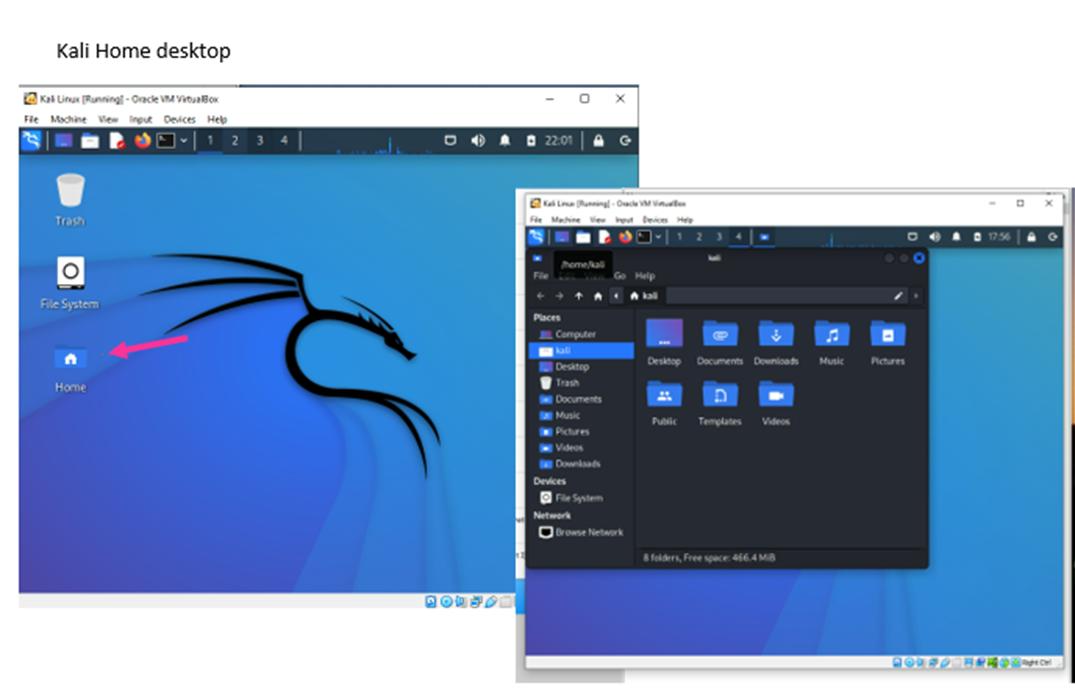 Kali Home desktop
Kali Linux [Running] - Oracle VM VirtualBox
File Machine View Input Devices Help
1 2 3 4 22:01
Trash
File System
Home
Kali Linux [Running] - Oracle VM VirtualBox
File Machine View Input Devices Help
1 2 3 4 17:56
/home/kali
kali
File Go Help
kali
Places
Computer
kali
Desktop
Trash
Documents
Music
Pictures
Videos
Downloads
Devices
File System
Network
Browse Network
Desktop Documents Downloads Music Pictures
Public Templates Videos
8 folders, Free space: 466.4 MiB
Right Ctrl